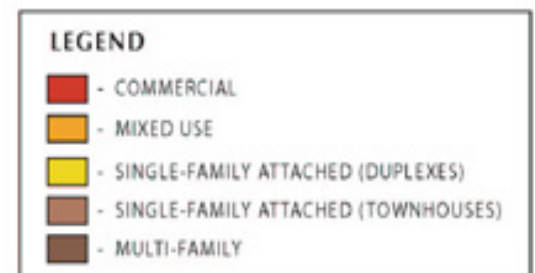 LEGEND
- COMMERCIAL
- MIXED USE
- SINGLE-FAMILY ATTACHED (DUPLEXES)
- SINGLE-FAMILY ATTACHED (TOWNHOUSES)
- MULTI-FAMILY